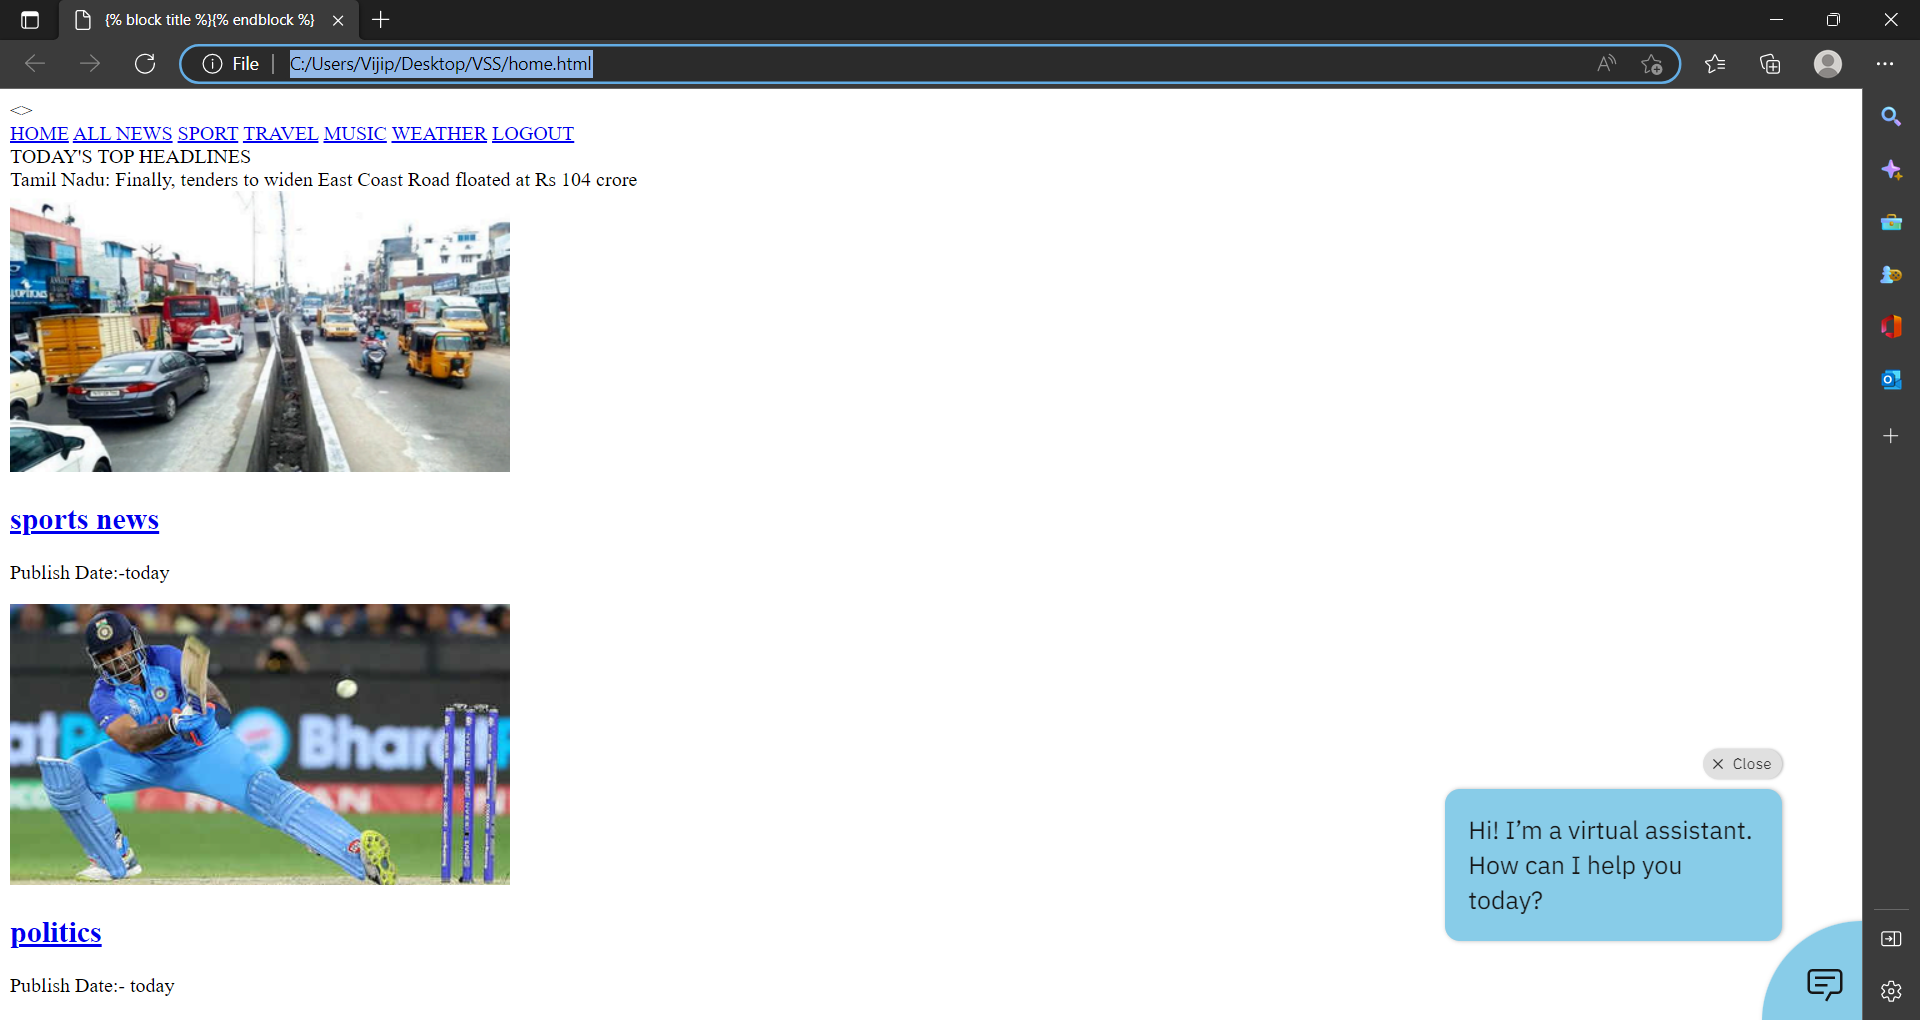 {% block title %}{% endblock %}
File
C:/Users/Vijip/Desktop/VSS/home.html
<>
HOME ALL NEWS SPORT TRAVEL MUSIC WEATHER LOGOUT
TODAY'S TOP HEADLINES
Tamil Nadu: Finally, tenders to widen East Coast Road floated at Rs 104 crore
sports news
Publish Date:-today
atP
Bhara
politics
Publish Date:- today
Close
Hi! I’m a virtual assistant.
How can I help you
today?